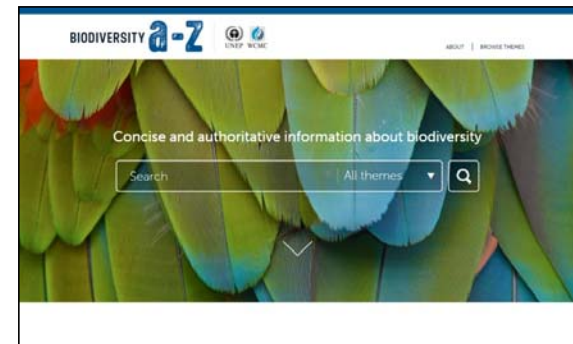 BIODIVERSITY a-Z
UNEP WCMC
ABOUT | BROWSE THEMES
Concise and authoritative information about biodiversity
Search All themes